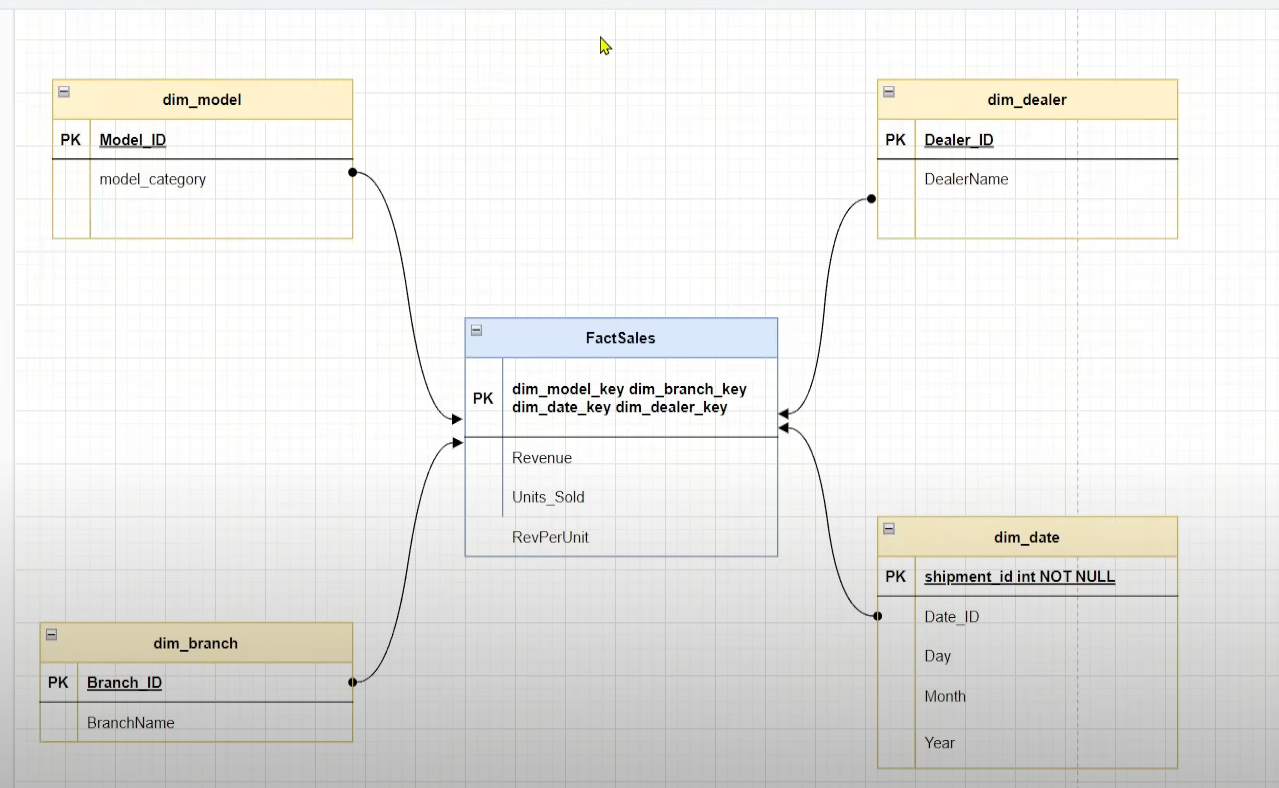 dim_model
PK Model_ID
model_category
dim_dealer
PK Dealer_ID
DealerName
FactSales
PK
dim_model_key dim_branch_key
dim_date_key dim_dealer_key
Revenue
Units_Sold
RevPerUnit
dim_branch
PK Branch_ID
BranchName
dim_date
PK shipment_id int NOT NULL
Date_ID
Day
Month
Year